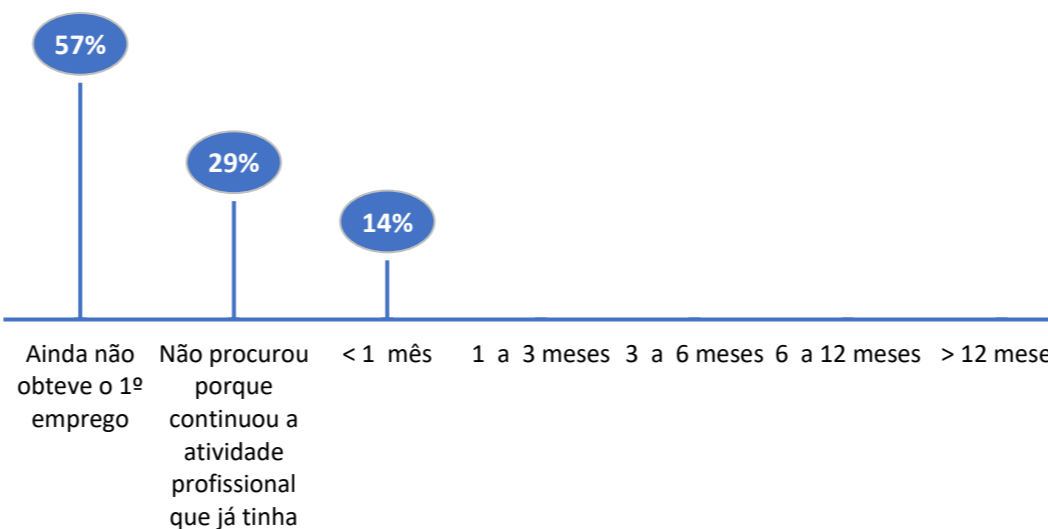 57%
29%
14%
Ainda não
obteve o 1º
emprego
Não procurou
porque
continuou a
atividade
profissional
que já tinha
< 1 mês
1 a 3 meses
3 a 6 meses
6 a 12 meses
> 12 mese